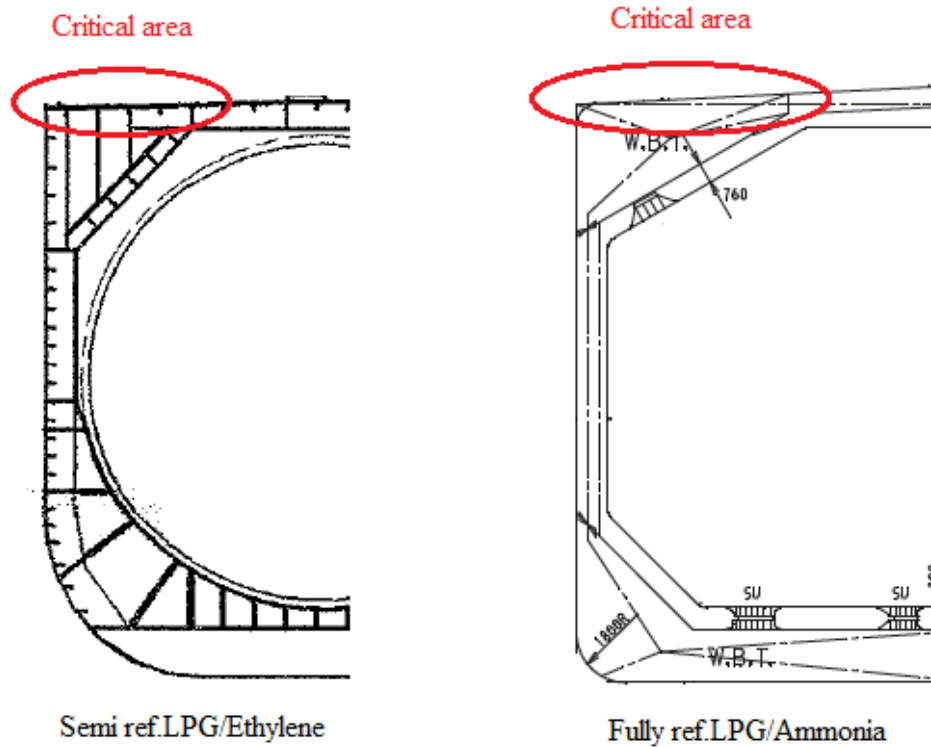 Critical area
Critical area
W.B.T.
760
1800R
SU
SU
W.B.T.
Semi ref.LPG/Ethylene
Fully ref.LPG/Ammonia